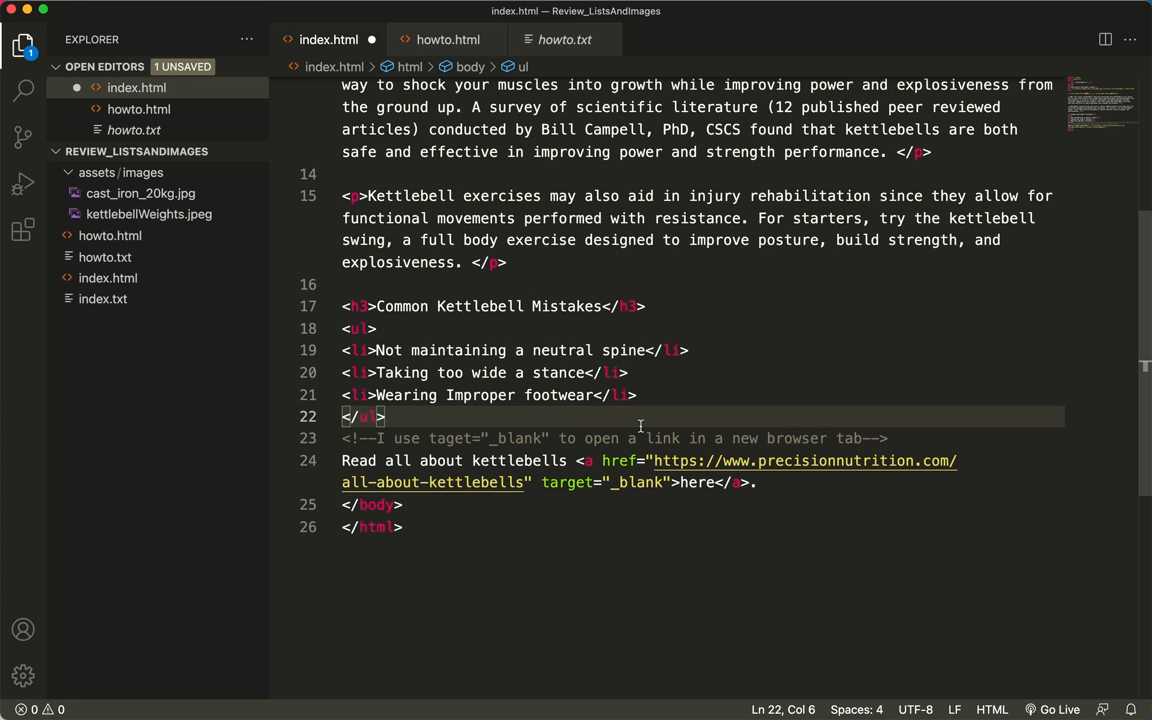 index.html — Review_ListsAndImages
EXPLORER
index.html
howto.html
howto.txt
OPEN EDITORS 1 UNSAVED
index.html > html > body > ul
index.html
howto.html
howto.txt
REVIEW_LISTSANDIMAGES
assets/images
cast_iron_20kg.jpg
kettlebellWeights.jpeg
howto.html
howto.txt
index.html
index.txt
1
way to shock your muscles into growth while improving power and explosiveness from
the ground up. A survey of scientific literature (12 published peer reviewed
articles) conducted by Bill Campell, PhD, CSCS found that kettlebells are both
safe and effective in improving power and strength performance. </p>
14
15 <p>Kettlebell exercises may also aid in injury rehabilitation since they allow for
functional movements performed with resistance. For starters, try the kettlebell
swing, a full body exercise designed to improve posture, build strength, and
explosiveness. </p>
16
17 <h3>Common Kettlebell Mistakes</h3>
18 <ul>
19 <li>Not maintaining a neutral spine</li>
20 <li>Taking too wide a stance</li>
21 <li>Wearing Improper footwear</li>
22 </ul>
23 <!--I use taget="_blank" to open a link in a new browser tab-->
24 Read all about kettlebells <a href="https://www.precisionnutrition.com/
all-about-kettlebells" target="_blank">here</a>.
25 </body>
26 </html>
0 0 Ln 22, Col 6 Spaces: 4 UTF-8 LF HTML Go Live